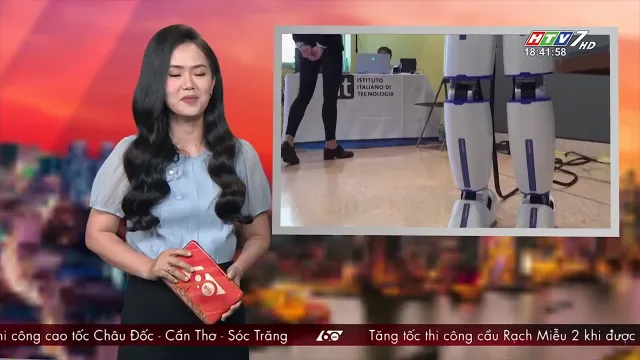 HTV7 HD
18:41:58
iit
ISTITUTO
ITALIANO DI
TECNOLOGIA
công cao tốc Châu Đốc - Cần Thơ - Sóc Trăng
60
Tăng tốc thi công cầu Rạch Miễu 2 khi được